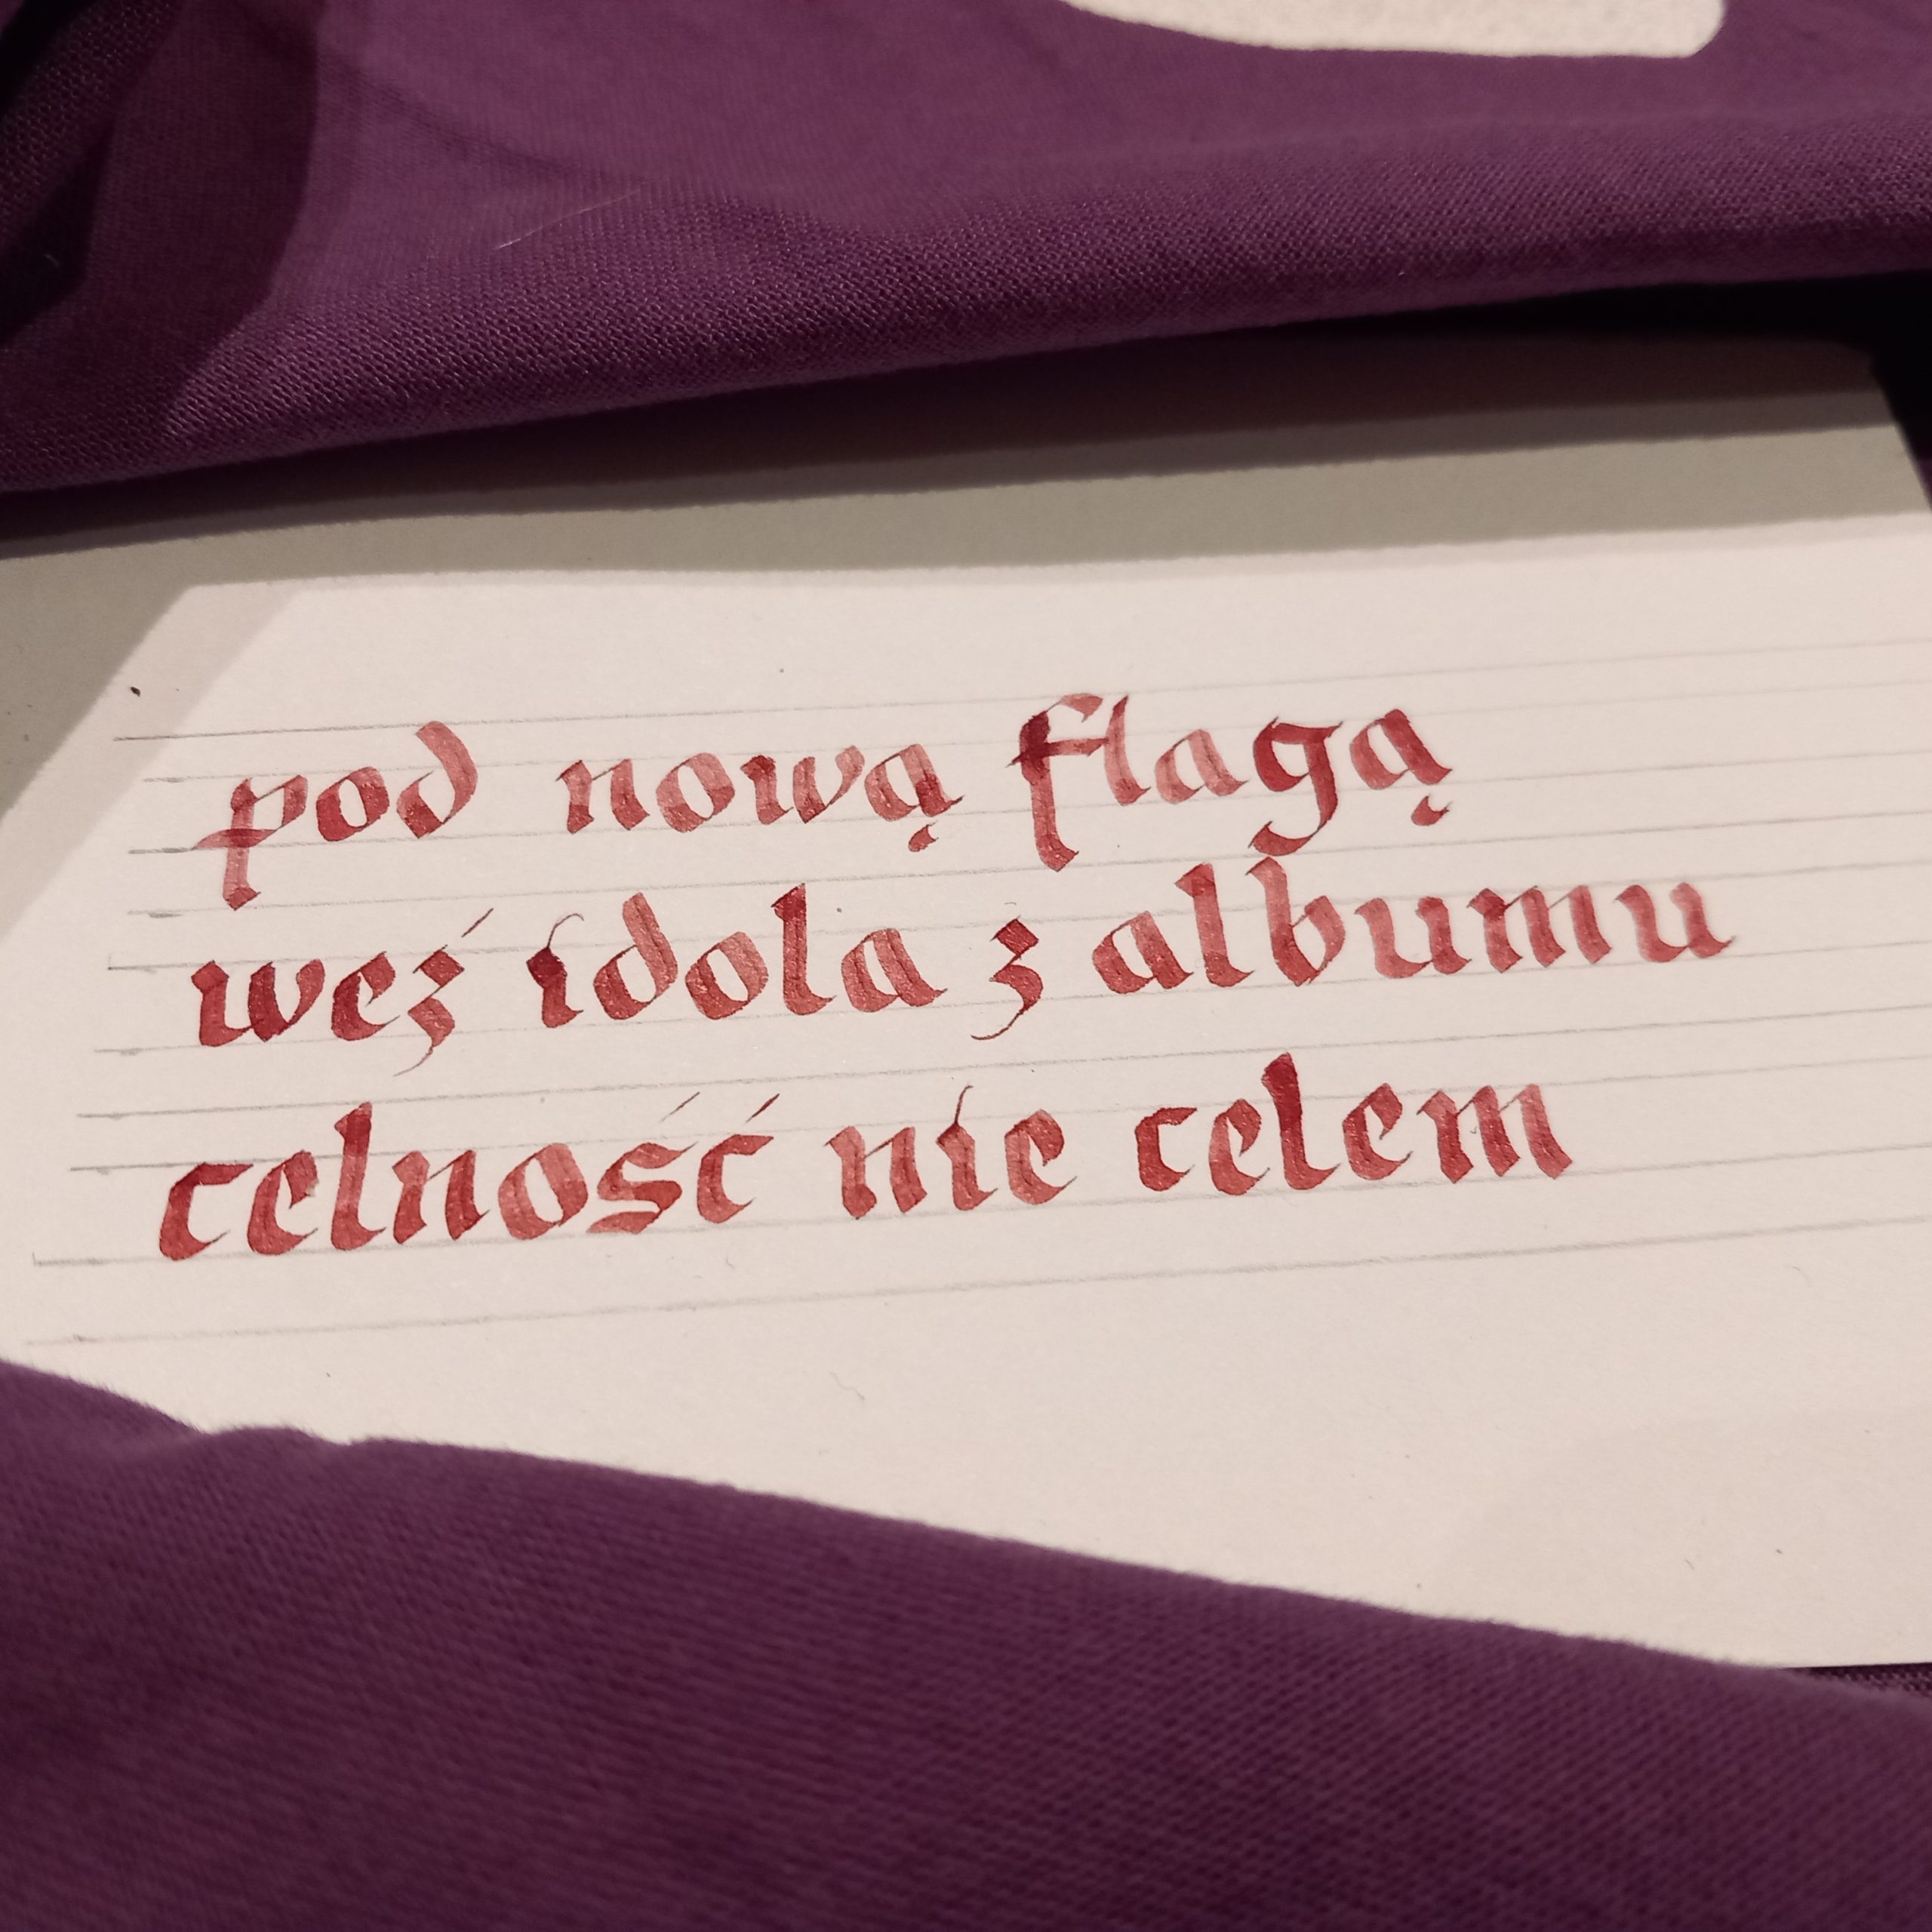 pod nową flagą
weź idola z albumu
celność nie celem